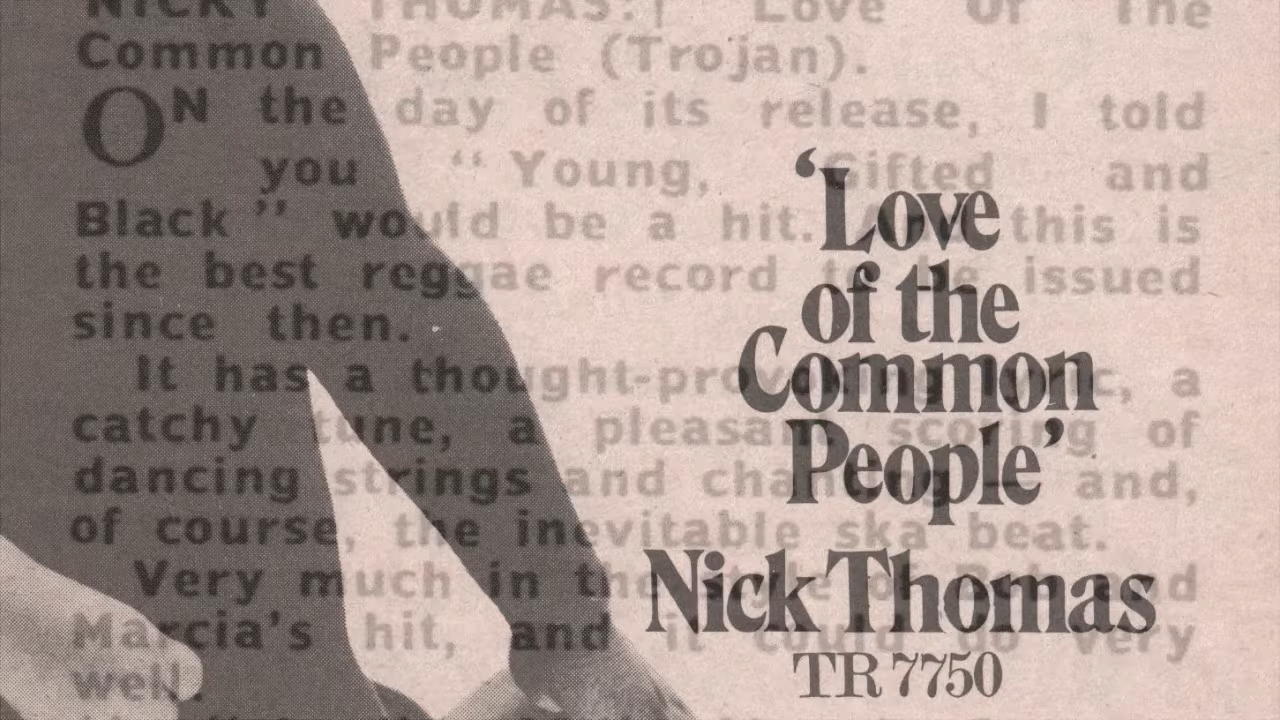 NICKY THOMAS: Love Of The
Common People (Trojan).
ON the day of its release, I told
you “Young, Gifted and
Black” would be a hit. And this is
the best reggae record to be issued
since then.
It has a thought-provoking lyric, a
catchy tune, a pleasant scoring of
dancing strings and chanting — and,
of course, the inevitable ska beat.
Very much in the style of Bob and
Marcia's hit, and it could do very
well.
‘Love
of the
Common
People’
Nick Thomas
TR 7750